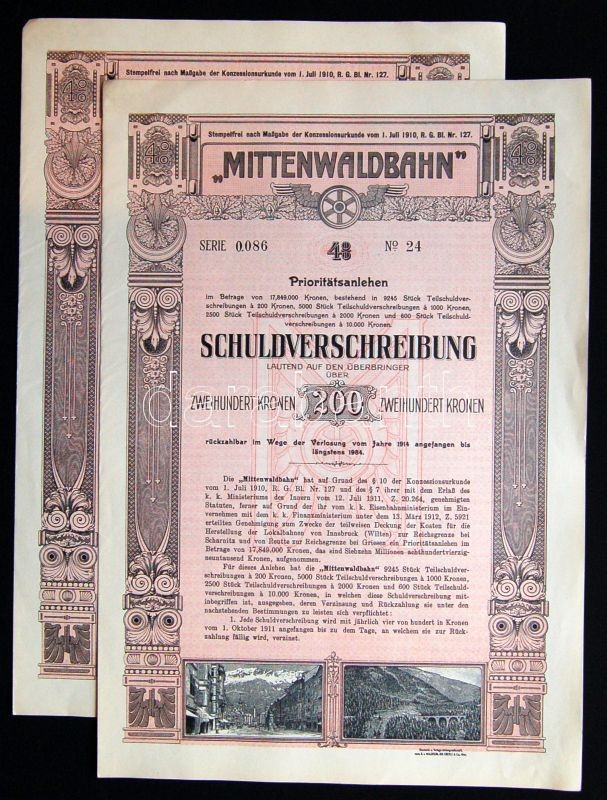 Stempelfrei nach Maßgabe der Konzessionsurkunde vom 1. Juli 1910, R. G. Bl. Nr. 127.
4%
Stempelfrei nach Maßgabe der Konzessionsurkunde vom 1. Juli 1910, R. G. Bl. Nr. 127.
4%
4%
„MITTENWALDBAHN”
SERIE 0.086 4% No 24
Prioritätsanlehen
im Betrage von 17,849.000 Kronen, bestehend in 9245 Stück Teilschuldver-
schreibungen à 200 Kronen, 5000 Stück Teilschuldverschreibungen à 1000 Kronen,
2500 Stück Teilschuldverschreibungen à 2000 Kronen und 600 Stück Teilschuld-
verschreibungen à 10.000 Kronen.
SCHULDVERSCHREIBUNG
LAUTEND AUF DEN ÜBERBRINGER
ÜBER
ZWEIHUNDERT KRONEN 200 ZWEIHUNDERT KRONEN
rückzahlbar im Wege der Verlosung vom Jahre 1914 angefangen bis
längstens 1984.
Die „Mittenwaldbahn“ hat auf Grund des § 10 der Konzessionsurkunde
vom 1. Juli 1910, R. G. Bl. Nr. 127 und des § 7 ihrer mit dem Erlaß des
k. k. Ministeriums des Innern vom 12. Juli 1911, Z. 20.264, genehmigten
Statuten, ferner auf Grund der ihr vom k. k. Eisenbahnministerium im Ein-
vernehmen mit dem k. k. Finanzministerium unter dem 13. März 1912, Z. 5921
erteilten Genehmigung zum Zwecke der teilweisen Deckung der Kosten für die
Herstellung der Lokalbahnen von Innsbruck (Wilten) zur Reichsgrenze bei
Scharnitz und von Reutte zur Reichsgrenze bei Griesen ein Prioritätsanlehen im
Betrage von 17,849.000 Kronen, das sind Siebzehn Millionen achthundertvierzig-
neuntausend Kronen, aufgenommen.
Für dieses Anlehen hat die „Mittenwaldbahn“ 9245 Stück Teilschuldver-
schreibungen à 200 Kronen, 5000 Stück Teilschuldverschreibungen à 1000 Kronen,
2500 Stück Teilschuldverschreibungen à 2000 Kronen und 600 Stück Teilschuld-
verschreibungen à 10.000 Kronen, in welchen diese Schuldverschreibung mit-
inbegriffen ist, ausgegeben, deren Verzinsung und Rückzahlung sie unter den
nachstehenden Bestimmungen zu leisten sich verpflichtet:
1. Jede Schuldverschreibung wird mit jährlich vier von hundert in Kronen
vom 1. Oktober 1911 angefangen bis zu dem Tage, an welchem sie zur Rück-
zahlung fällig wird, verzinst.